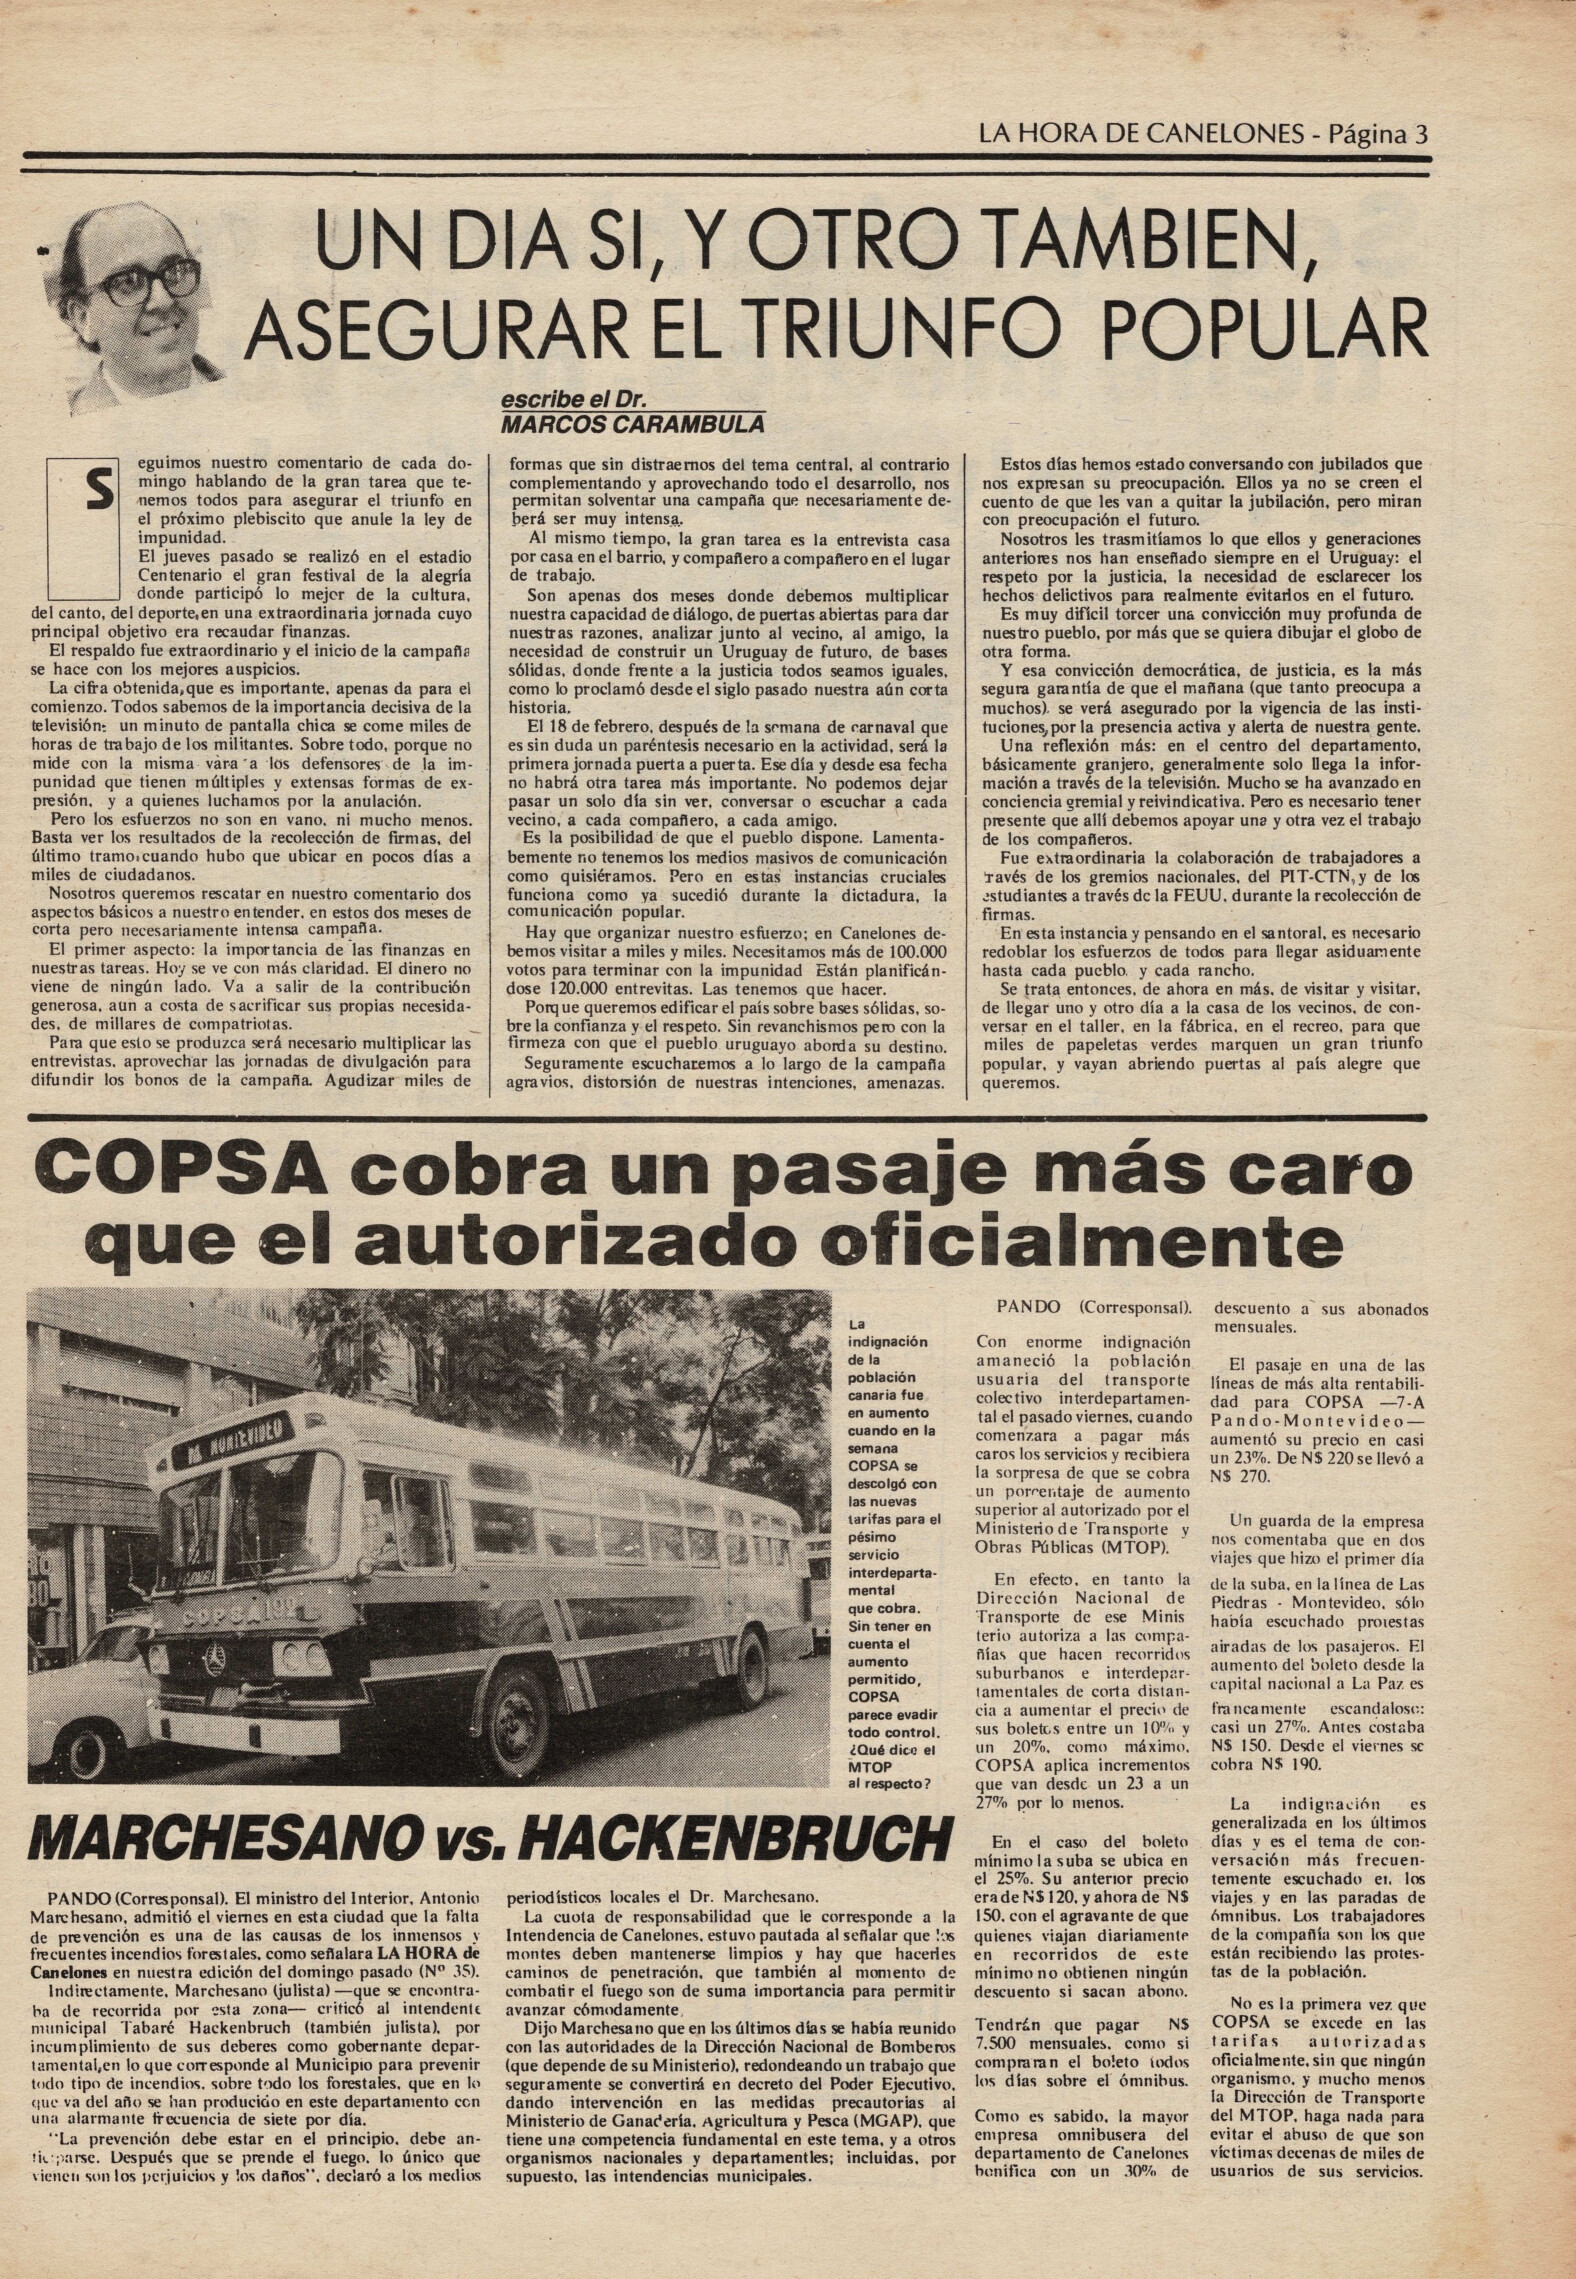 LA HORA DE CANELONES - Página 3
UN DIA SI, Y OTRO TAMBIEN,
ASEGURAR EL TRIUNFO POPULAR
escribe el Dr.
MARCOS CARAMBULA
Seguimos nuestro comentario de cada do-
mingo hablando de la gran tarea que te-
nemos todos para asegurar el triunfo en
el próximo plebiscito que anule la ley de
impunidad.
El jueves pasado se realizó en el estadio
Centenario el gran festival de la alegría
donde participó lo mejor de la cultura,
del canto, del deporte, en una extraordinaria jornada cuyo
principal objetivo era recaudar finanzas.
El respaldo fue extraordinario y el inicio de la campaña
se hace con los mejores auspicios.
La cifra obtenida, que es importante, apenas da para el
comienzo. Todos sabemos de la importancia decisiva de la
televisión: un minuto de pantalla chica se come miles de
horas de trabajo de los militantes. Sobre todo, porque no
mide con la misma vara a los defensores de la im-
punidad que tienen múltiples y extensas formas de ex-
presión, y a quienes luchamos por la anulación.
Pero los esfuerzos no son en vano, ni mucho menos.
Basta ver los resultados de la recolección de firmas, del
último tramo, cuando hubo que ubicar en pocos días a
miles de ciudadanos.
Nosotros queremos rescatar en nuestro comentario dos
aspectos básicos a nuestro entender, en estos dos meses de
corta pero necesariamente intensa campaña.
El primer aspecto: la importancia de las finanzas en
nuestras tareas. Hoy se ve con más claridad. El dinero no
viene de ningún lado. Va a salir de la contribución
generosa, aun a costa de sacrificar sus propias necesida-
des, de millares de compatriotas.
Para que esto se produzca será necesario multiplicar las
entrevistas, aprovechar las jornadas de divulgación para
difundir los bonos de la campaña. Agudizar miles de
formas que sin distraernos del tema central, al contrario
complementando y aprovechando todo el desarrollo, nos
permitan solventar una campaña que necesariamente de-
berá ser muy intensa.
Al mismo tiempo, la gran tarea es la entrevista casa
por casa en el barrio, y compañero a compañero en el lugar
de trabajo.
Son apenas dos meses donde debemos multiplicar
nuestra capacidad de diálogo, de puertas abiertas para dar
nuestras razones, analizar junto al vecino, al amigo, la
necesidad de construir un Uruguay de futuro, de bases
sólidas, donde frente a la justicia todos seamos iguales,
como lo proclamó desde el siglo pasado nuestra aún corta
historia.
El 18 de febrero, después de la semana de carnaval que
es sin duda un paréntesis necesario en la actividad, será la
primera jornada puerta a puerta. Ese día y desde esa fecha
no habrá otra tarea más importante. No podemos dejar
pasar un solo día sin ver, conversar o escuchar a cada
vecino, a cada compañero, a cada amigo.
Es la posibilidad de que el pueblo dispone. Lamenta-
bemente no tenemos los medios masivos de comunicación
como quisiéramos. Pero en estas instancias cruciales
funciona como ya sucedió durante la dictadura, la
comunicación popular.
Hay que organizar nuestro esfuerzo; en Canelones de-
bemos visitar a miles y miles. Necesitamos más de 100.000
votos para terminar con la impunidad Están planificán-
dose 120.000 entrevitas. Las tenemos que hacer.
Porque queremos edificar el país sobre bases sólidas, so-
bre la confianza y el respeto. Sin revanchismos pero con la
firmeza con que el pueblo uruguayo aborda su destino.
Seguramente escucharemos a lo largo de la campaña
agravios, distorsión de nuestras intenciones, amenazas.
Estos días hemos estado conversando con jubilados que
nos expresan su preocupación. Ellos ya no se creen el
cuento de que les van a quitar la jubilación, pero miran
con preocupación el futuro.
Nosotros les trasmitíamos lo que ellos y generaciones
anteriores nos han enseñado siempre en el Uruguay: el
respeto por la justicia, la necesidad de esclarecer los
hechos delictivos para realmente evitarlos en el futuro.
Es muy difícil torcer una convicción muy profunda de
nuestro pueblo, por más que se quiera dibujar el globo de
otra forma.
Y esa convicción democrática, de justicia, es la más
segura garantía de que el mañana (que tanto preocupa a
muchos), se verá asegurado por la vigencia de las insti-
tuciones, por la presencia activa y alerta de nuestra gente.
Una reflexión más: en el centro del departamento,
básicamente granjero, generalmente solo llega la infor-
mación a través de la televisión. Mucho se ha avanzado en
conciencia gremial y reivindicativa. Pero es necesario tener
presente que allí debemos apoyar una y otra vez el trabajo
de los compañeros.
Fue extraordinaria la colaboración de trabajadores a
través de los gremios nacionales, del PIT-CTN, y de los
estudiantes a través de la FEUU, durante la recolección de
firmas.
En esta instancia y pensando en el santoral, es necesario
redoblar los esfuerzos de todos para llegar asiduamente
hasta cada pueblo, y cada rancho.
Se trata entonces, de ahora en más, de visitar y visitar,
de llegar uno y otro día a la casa de los vecinos, de con-
versar en el taller, en la fábrica, en el recreo, para que
miles de papeletas verdes marquen un gran triunfo
popular, y vayan abriendo puertas al país alegre que
queremos.
COPSA cobra un pasaje más caro
que el autorizado oficialmente
PA MONTEVIDEO
COPSA 192
La
indignación
de la
población
canaria fue
en aumento
cuando en la
semana
COPSA se
descolgó con
las nuevas
tarifas para el
pésimo
servicio
interdeparta-
mental
que cobra.
Sin tener en
cuenta el
aumento
permitido,
COPSA
parece evadir
todo control.
¿Qué dice el
MTOP
al respecto?
PANDO (Corresponsal).
Con enorme indignación
amaneció la población
usuaria del transporte
colectivo interdepartamen-
tal el pasado viernes, cuando
comenzara a pagar más
caros los servicios y recibiera
la sorpresa de que se cobra
un porcentaje de aumento
superior al autorizado por el
Ministerio de Transporte y
Obras Públicas (MTOP).
En efecto, en tanto la
Dirección Nacional de
Transporte de ese Minis
terio autoriza a las compa-
ñías que hacen recorridos
suburbanos e interdepar-
tamentales de corta distan-
cia a aumentar el precio de
sus boletos entre un 10% y
un 20%, como máximo,
COPSA aplica incrementos
que van desde un 23 a un
27% por lo menos.
En el caso del boleto
mínimo la suba se ubica en
el 25%. Su anterior precio
era de N$ 120, y ahora de N$
150, con el agravante de que
quienes viajan diariamente
en recorridos de este
mínimo no obtienen ningún
descuento si sacan abono.
Tendrán que pagar N$
7.500 mensuales, como si
compraran el boleto todos
los días sobre el ómnibus.
Como es sabido, la mayor
empresa omnibusera del
departamento de Canelones
bonifica con un 30% de
descuento a sus abonados
mensuales.
El pasaje en una de las
líneas de más alta rentabili-
dad para COPSA —7-A
Pando-Montevideo—
aumentó su precio en casi
un 23%. De N$ 220 se llevó a
N$ 270.
Un guarda de la empresa
nos comentaba que en dos
viajes que hizo el primer día
de la suba, en la línea de Las
Piedras - Montevideo, sólo
había escuchado protestas
airadas de los pasajeros. El
aumento del boleto desde la
capital nacional a La Paz es
francamente escandaloso:
casi un 27%. Antes costaba
N$ 150. Desde el viernes se
cobra N$ 190.
La indignación es
generalizada en los últimos
días y es el tema de con-
versación más frecuen-
temente escuchado en los
viajes y en las paradas de
ómnibus. Los trabajadores
de la compañía son los que
están recibiendo las protes-
tas de la población.
No es la primera vez que
COPSA se excede en las
tarifas autorizadas
oficialmente, sin que ningún
organismo, y mucho menos
la Dirección de Transporte
del MTOP, haga nada para
evitar el abuso de que son
víctimas decenas de miles de
usuarios de sus servicios.
MARCHESANO vs. HACKENBRUCH
PANDO (Corresponsal). El ministro del Interior, Antonio
Marchesano, admitió el viernes en esta ciudad que la falta
de prevención es una de las causas de los inmensos y
frecuentes incendios forestales, como señalara LA HORA de
Canelones en nuestra edición del domingo pasado (Nº 35).
Indirectamente, Marchesano (julista) —que se encontra-
ba de recorrida por esta zona— criticó al intendente
municipal Tabaré Hackenbruch (también julista), por
incumplimiento de sus deberes como gobernante depar-
tamental, en lo que corresponde al Municipio para prevenir
todo tipo de incendios, sobre todo los forestales, que en lo
que va del año se han producido en este departamento con
una alarmante frecuencia de siete por día.
"La prevención debe estar en el principio, debe an-
ticiparse. Después que se prende el fuego, lo único que
vienen son los perjuicios y los daños", declaró a los medios
periodísticos locales el Dr. Marchesano.
La cuota de responsabilidad que le corresponde a la
Intendencia de Canelones, estuvo pautada al señalar que los
montes deben mantenerse limpios y hay que hacerles
caminos de penetración, que también al momento de
combatir el fuego son de suma importancia para permitir
avanzar cómodamente.
Dijo Marchesano que en los últimos días se había reunido
con las autoridades de la Dirección Nacional de Bomberos
(que depende de su Ministerio), redondeando un trabajo que
seguramente se convertirá en decreto del Poder Ejecutivo,
dando intervención en las medidas precautorias al
Ministerio de Ganadería, Agricultura y Pesca (MGAP), que
tiene una competencia fundamental en este tema, y a otros
organismos nacionales y departamentles; incluidas, por
supuesto, las intendencias municipales.